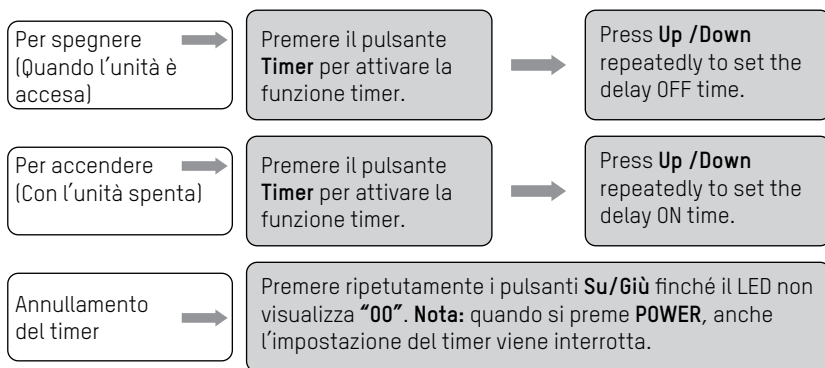 Per spegnere
(Quando l'unità è
accesa)
Premere il pulsante
Timer per attivare la
funzione timer.
Press Up /Down
repeatedly to set the
delay OFF time.
Per accendere
(Con l'unità spenta)
Premere il pulsante
Timer per attivare la
funzione timer.
Press Up /Down
repeatedly to set the
delay ON time.
Annullamento
del timer
Premere ripetutamente i pulsanti Su/Giù finché il LED non
visualizza "00". Nota: quando si preme POWER, anche
l'impostazione del timer viene interrotta.